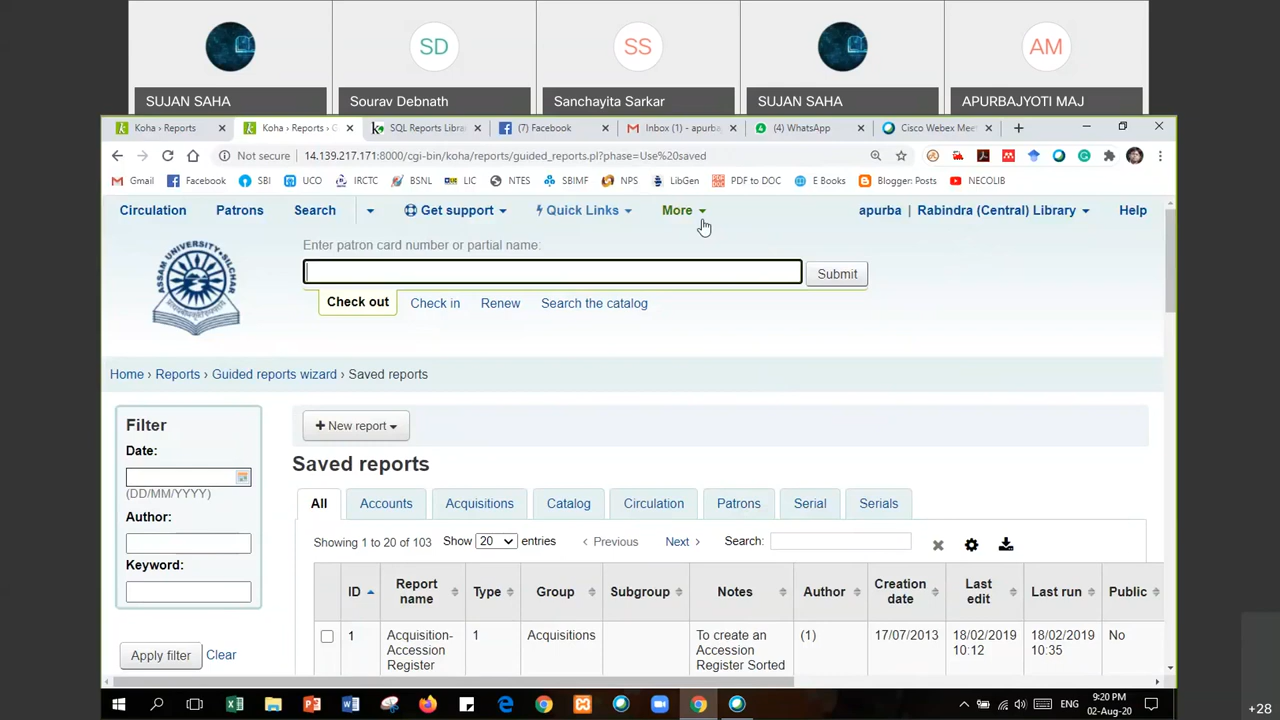 SD
SS
AM
SUJAN SAHA
Sourav Debnath
Sanchayita Sarkar
SUJAN SAHA
APURBAJYOTI MAJ
Koha › Reports
Koha › Reports › G
SQL Reports Libra
(7) Facebook
Inbox (1) - apurba
(4) WhatsApp
Cisco Webex Meet
Not secure | 14.139.217.171:8000/cgi-bin/koha/reports/guided_reports.pl?phase=Use%20saved
Gmail
Facebook
SBI
UCO
IRCTC
BSNL
LIC
NTES
SBIMF
NPS
LibGen
PDF to DOC
E Books
Blogger: Posts
NECOLIB
Circulation
Patrons
Search
Get support
Quick Links
More
apurba | Rabindra (Central) Library
Help
ASSAM UNIVERSITY-SILCHAR
Enter patron card number or partial name:
Submit
Check out
Check in
Renew
Search the catalog
Home › Reports › Guided reports wizard › Saved reports
Filter
Date:
(DD/MM/YYYY)
Author:
Keyword:
Apply filter
Clear
+ New report
Saved reports
All
Accounts
Acquisitions
Catalog
Circulation
Patrons
Serial
Serials
Showing 1 to 20 of 103
Show 20 entries
‹ Previous
Next ›
Search:
ID
Report name
Type
Group
Subgroup
Notes
Author
Creation date
Last edit
Last run
Public
1
Acquisition-
Accession
Register
1
Acquisitions
To create an
Accession
Register Sorted
(1)
17/07/2013
18/02/2019
10:12
18/02/2019
10:35
No
ENG
9:20 PM
02-Aug-20
+28